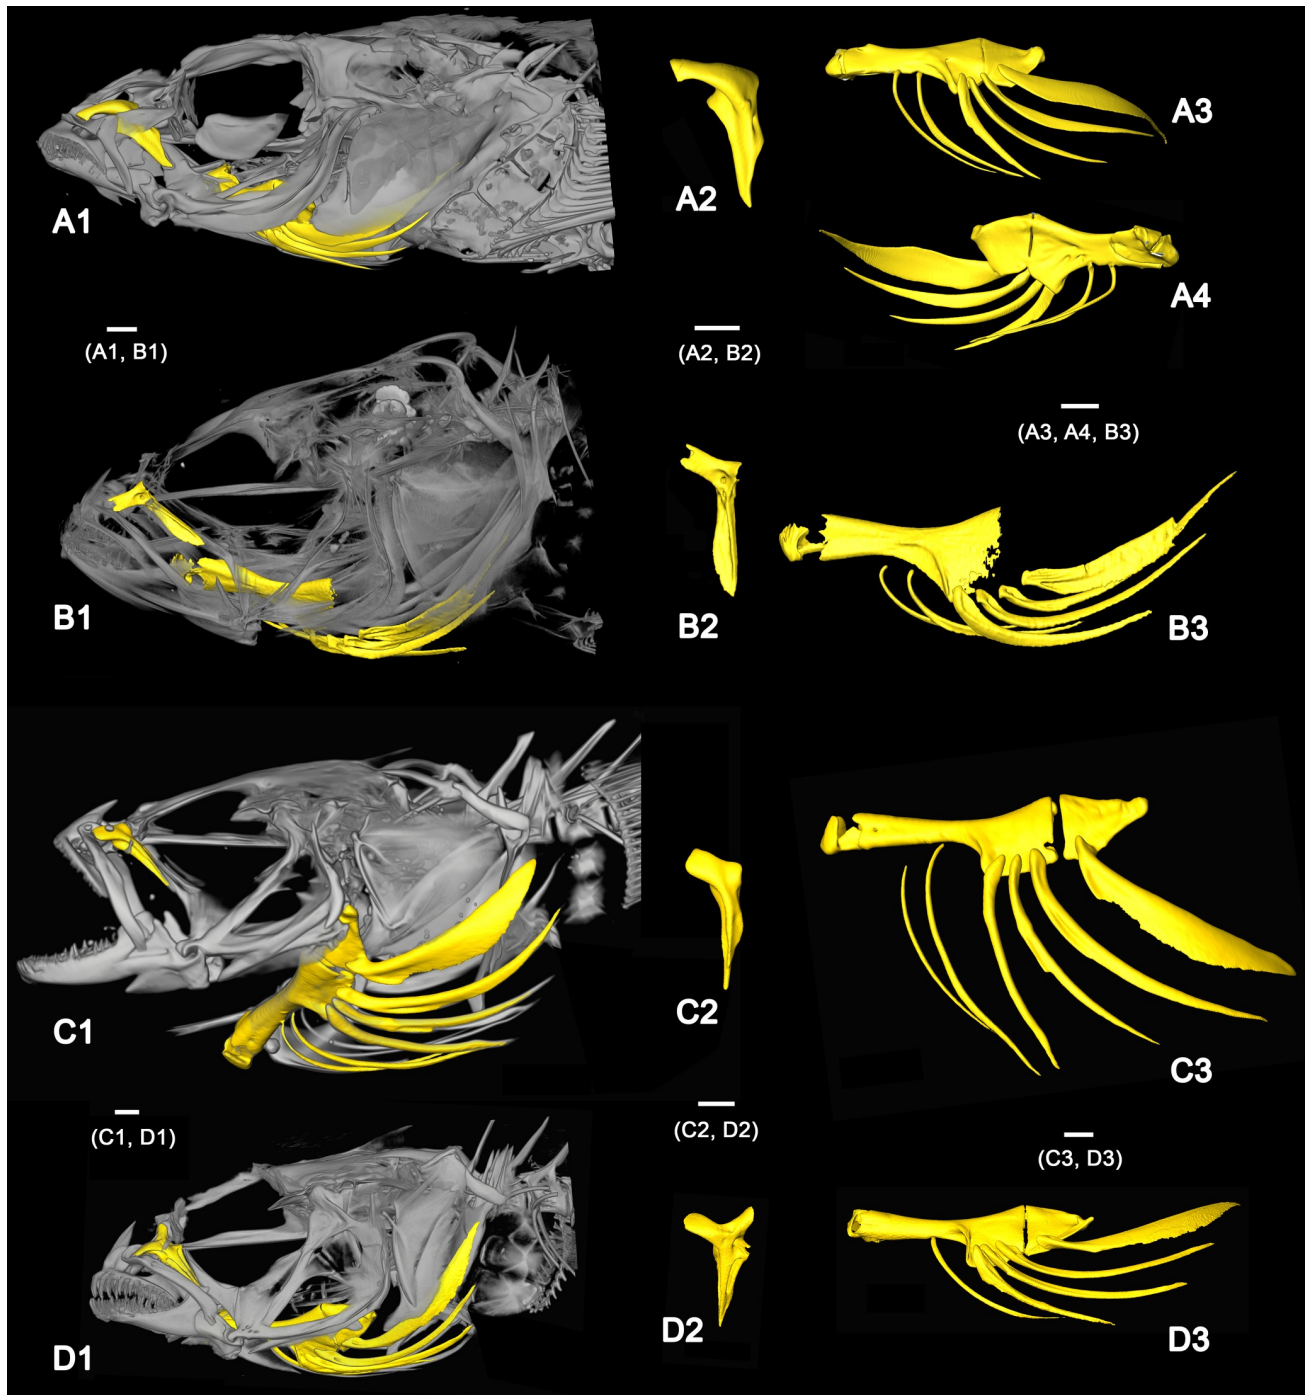 A1
A2
A3
A4
(A1, B1)
(A2, B2)
(A3, A4, B3)
B1
B2
B3
C1
C2
C3
(C1, D1)
(C2, D2)
(C3, D3)
D1
D2
D3